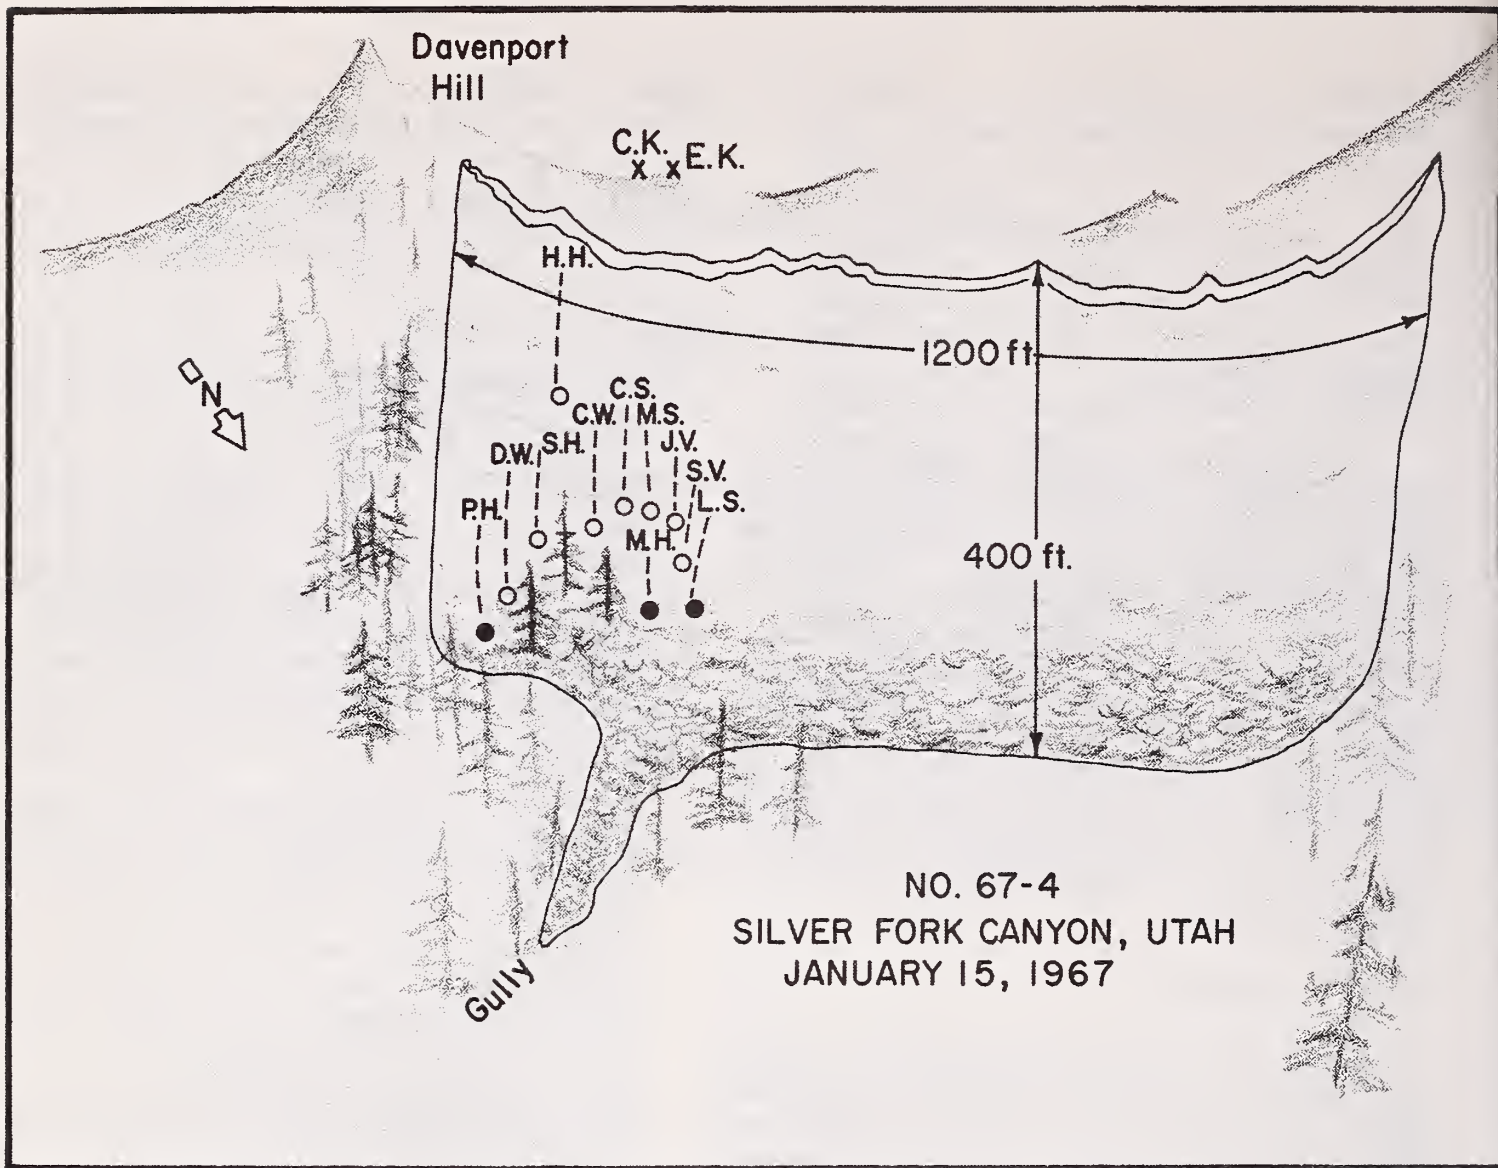 Davenport
Hill
C.K.
x x E.K.
H.H.
1200 ft.
C.S.
C.W. M.S.
D.W. S.H. J.V.
S.V.
P.H. L.S.
M.H.
N
400 ft.
NO. 67-4
SILVER FORK CANYON, UTAH
JANUARY 15, 1967
Gully